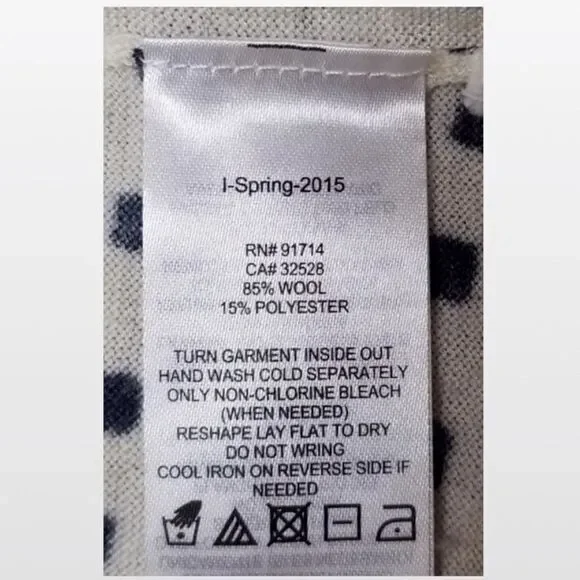 I-Spring-2015
RN# 91714
CA# 32528
85% WOOL
15% POLYESTER
TURN GARMENT INSIDE OUT
HAND WASH COLD SEPARATELY
ONLY NON-CHLORINE BLEACH
(WHEN NEEDED)
RESHAPE LAY FLAT TO DRY
DO NOT WRING
COOL IRON ON REVERSE SIDE IF
NEEDED